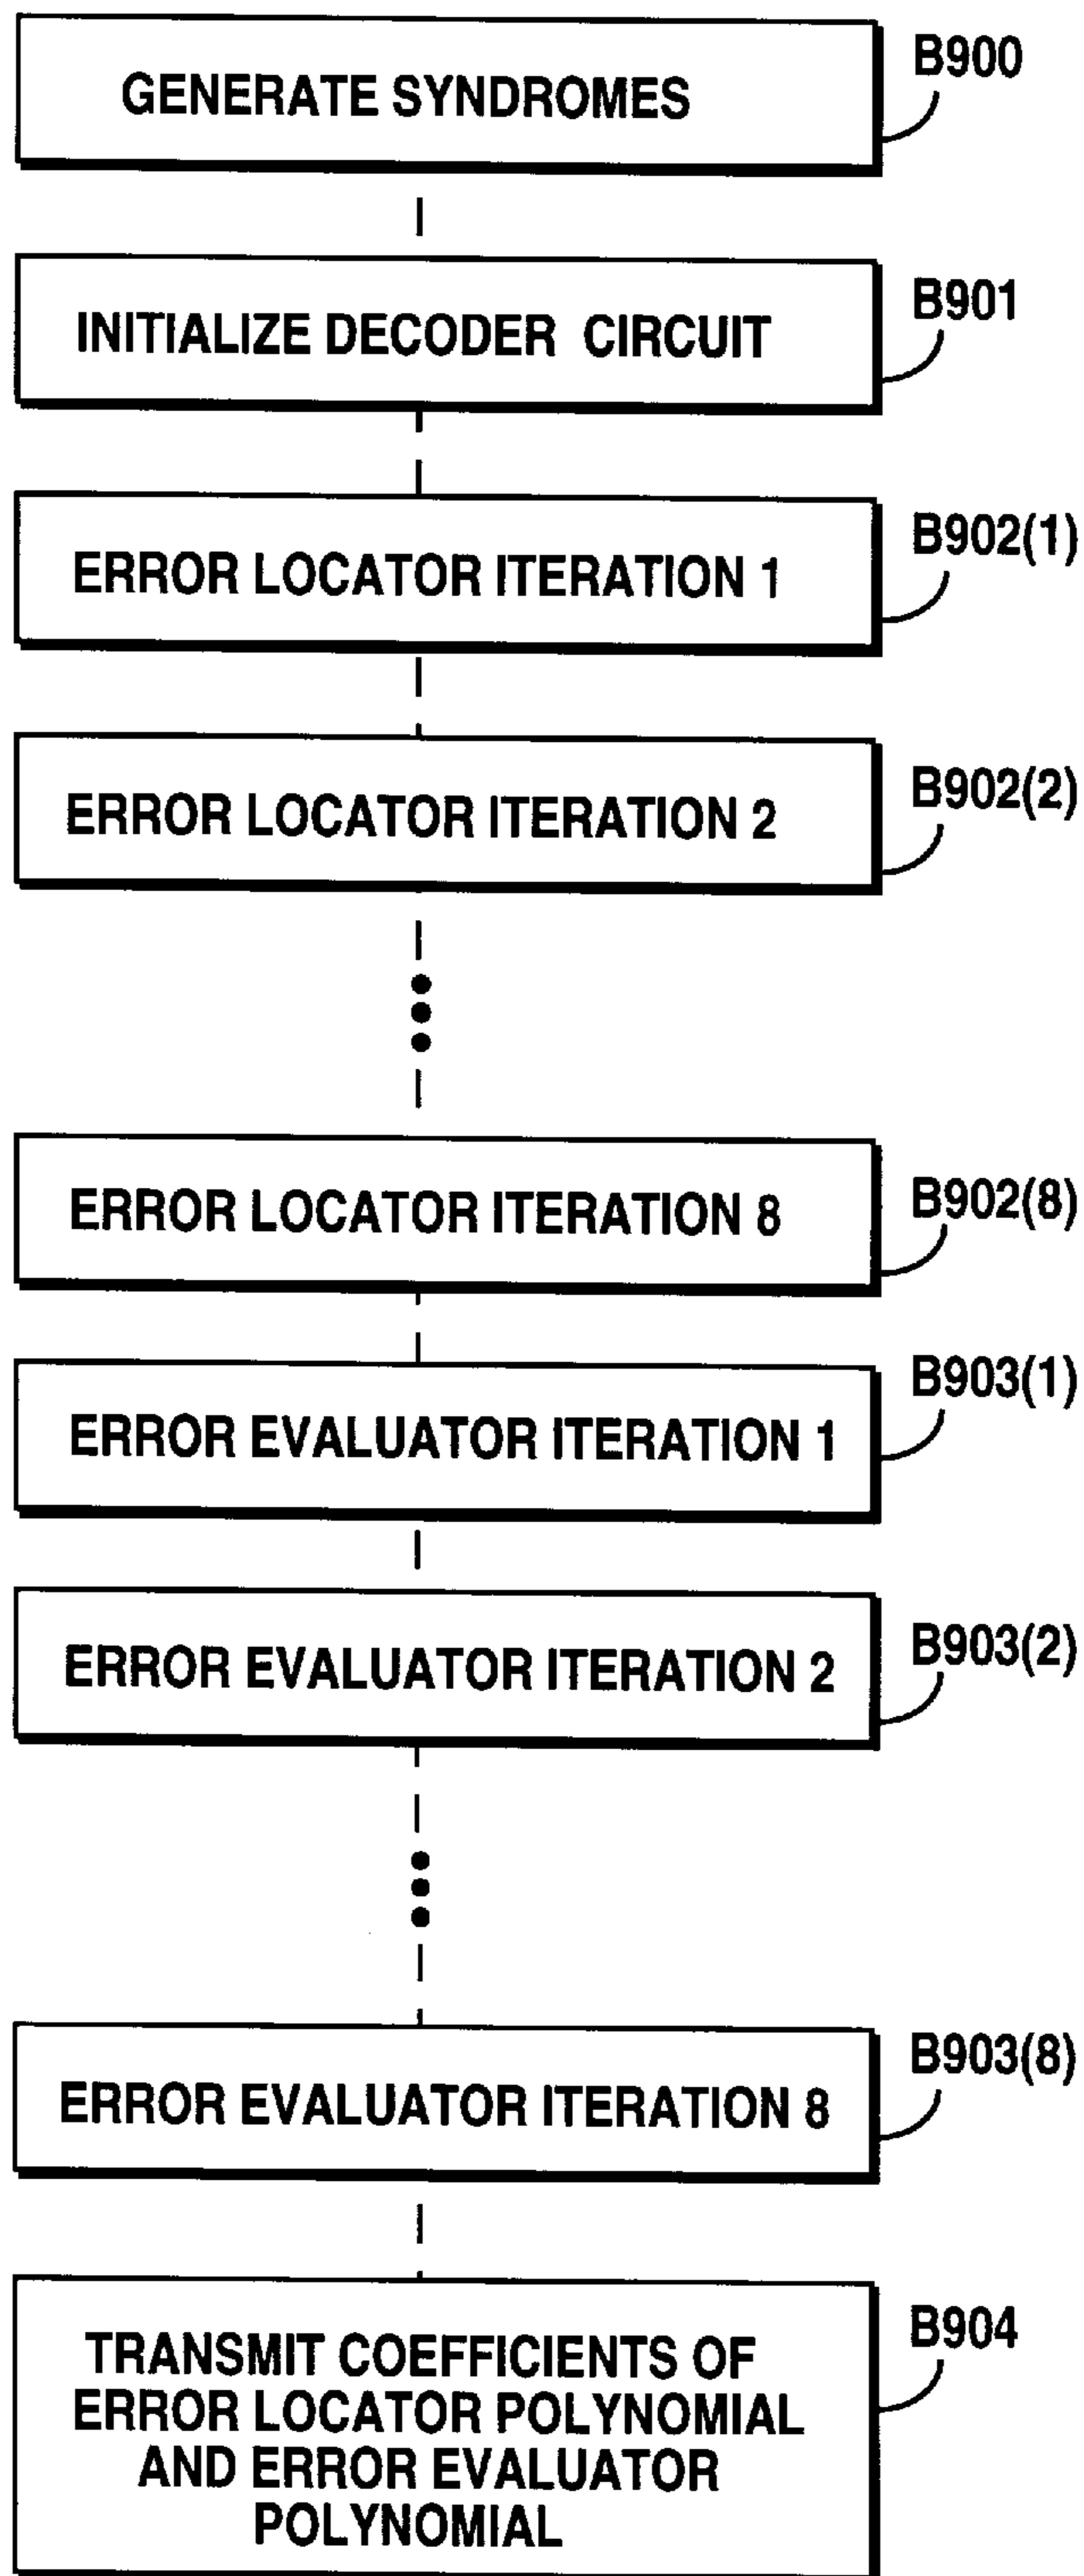 B900
GENERATE SYNDROMES
B901
INITIALIZE DECODER CIRCUIT
B902(1)
ERROR LOCATOR ITERATION 1
B902(2)
ERROR LOCATOR ITERATION 2
B902(8)
ERROR LOCATOR ITERATION 8
B903(1)
ERROR EVALUATOR ITERATION 1
B903(2)
ERROR EVALUATOR ITERATION 2
B903(8)
ERROR EVALUATOR ITERATION 8
B904
TRANSMIT COEFFICIENTS OF
ERROR LOCATOR POLYNOMIAL
AND ERROR EVALUATOR
POLYNOMIAL